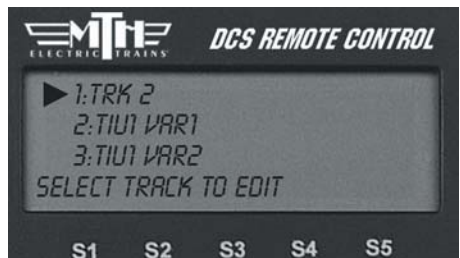 MTH
ELECTRIC TRAINS
DCS REMOTE CONTROL
1:TRK 2
2:TIU1 VAR1
3:TIU1 VAR2
SELECT TRACK TO EDIT
S1 S2 S3 S4 S5